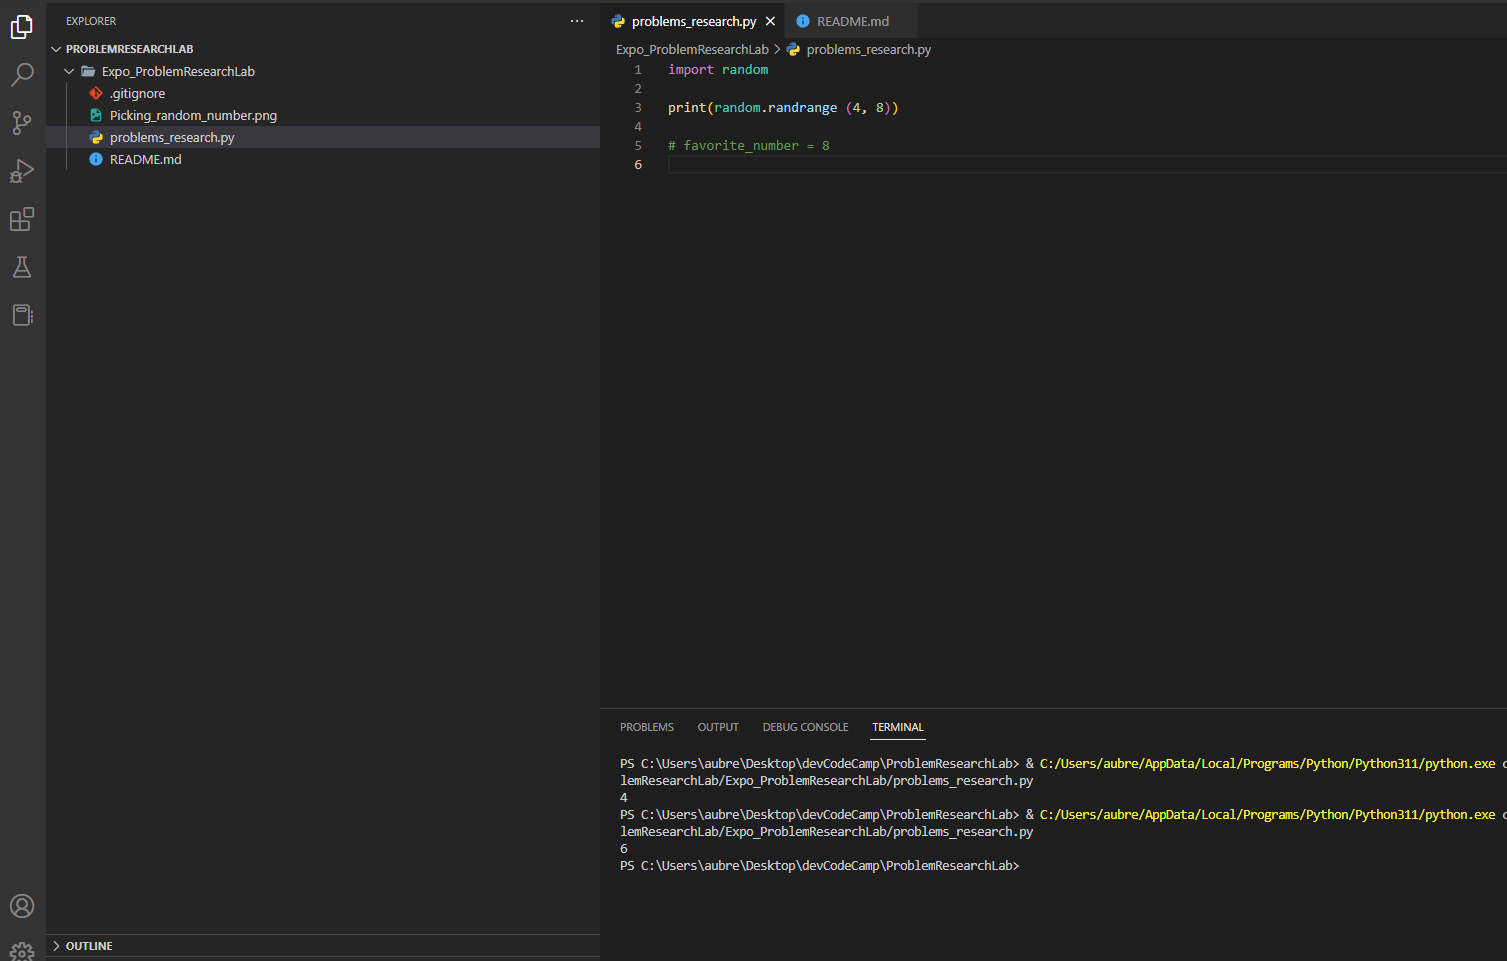 EXPLORER
PROBLEMRESEARCHLAB
Expo_ProblemResearchLab
.gitignore
Picking_random_number.png
problems_research.py
README.md
OUTLINE
problems_research.py
README.md
Expo_ProblemResearchLab > problems_research.py
1 import random
2
3 print(random.randrange (4, 8))
4
5 # favorite_number = 8
6
PROBLEMS OUTPUT DEBUG CONSOLE TERMINAL
PS C:\Users\aubre\Desktop\devCodeCamp\ProblemResearchLab> & C:/Users/aubre/AppData/Local/Programs/Python/Python311/python.exe c
lemResearchLab/Expo_ProblemResearchLab/problems_research.py
4
PS C:\Users\aubre\Desktop\devCodeCamp\ProblemResearchLab> & C:/Users/aubre/AppData/Local/Programs/Python/Python311/python.exe c
lemResearchLab/Expo_ProblemResearchLab/problems_research.py
6
PS C:\Users\aubre\Desktop\devCodeCamp\ProblemResearchLab>